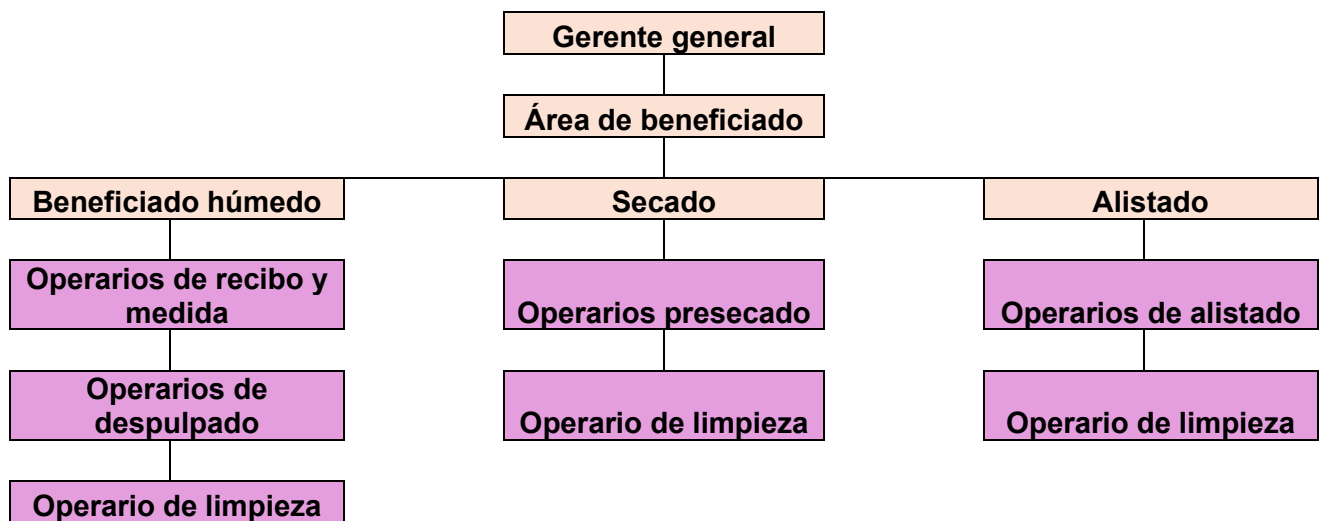 Gerente general
Área de beneficiado
Beneficiado húmedo
Secado
Alistado
Operarios de recibo y
medida
Operarios presecado
Operarios de alistado
Operarios de
despulpado
Operario de limpieza
Operario de limpieza
Operario de limpieza